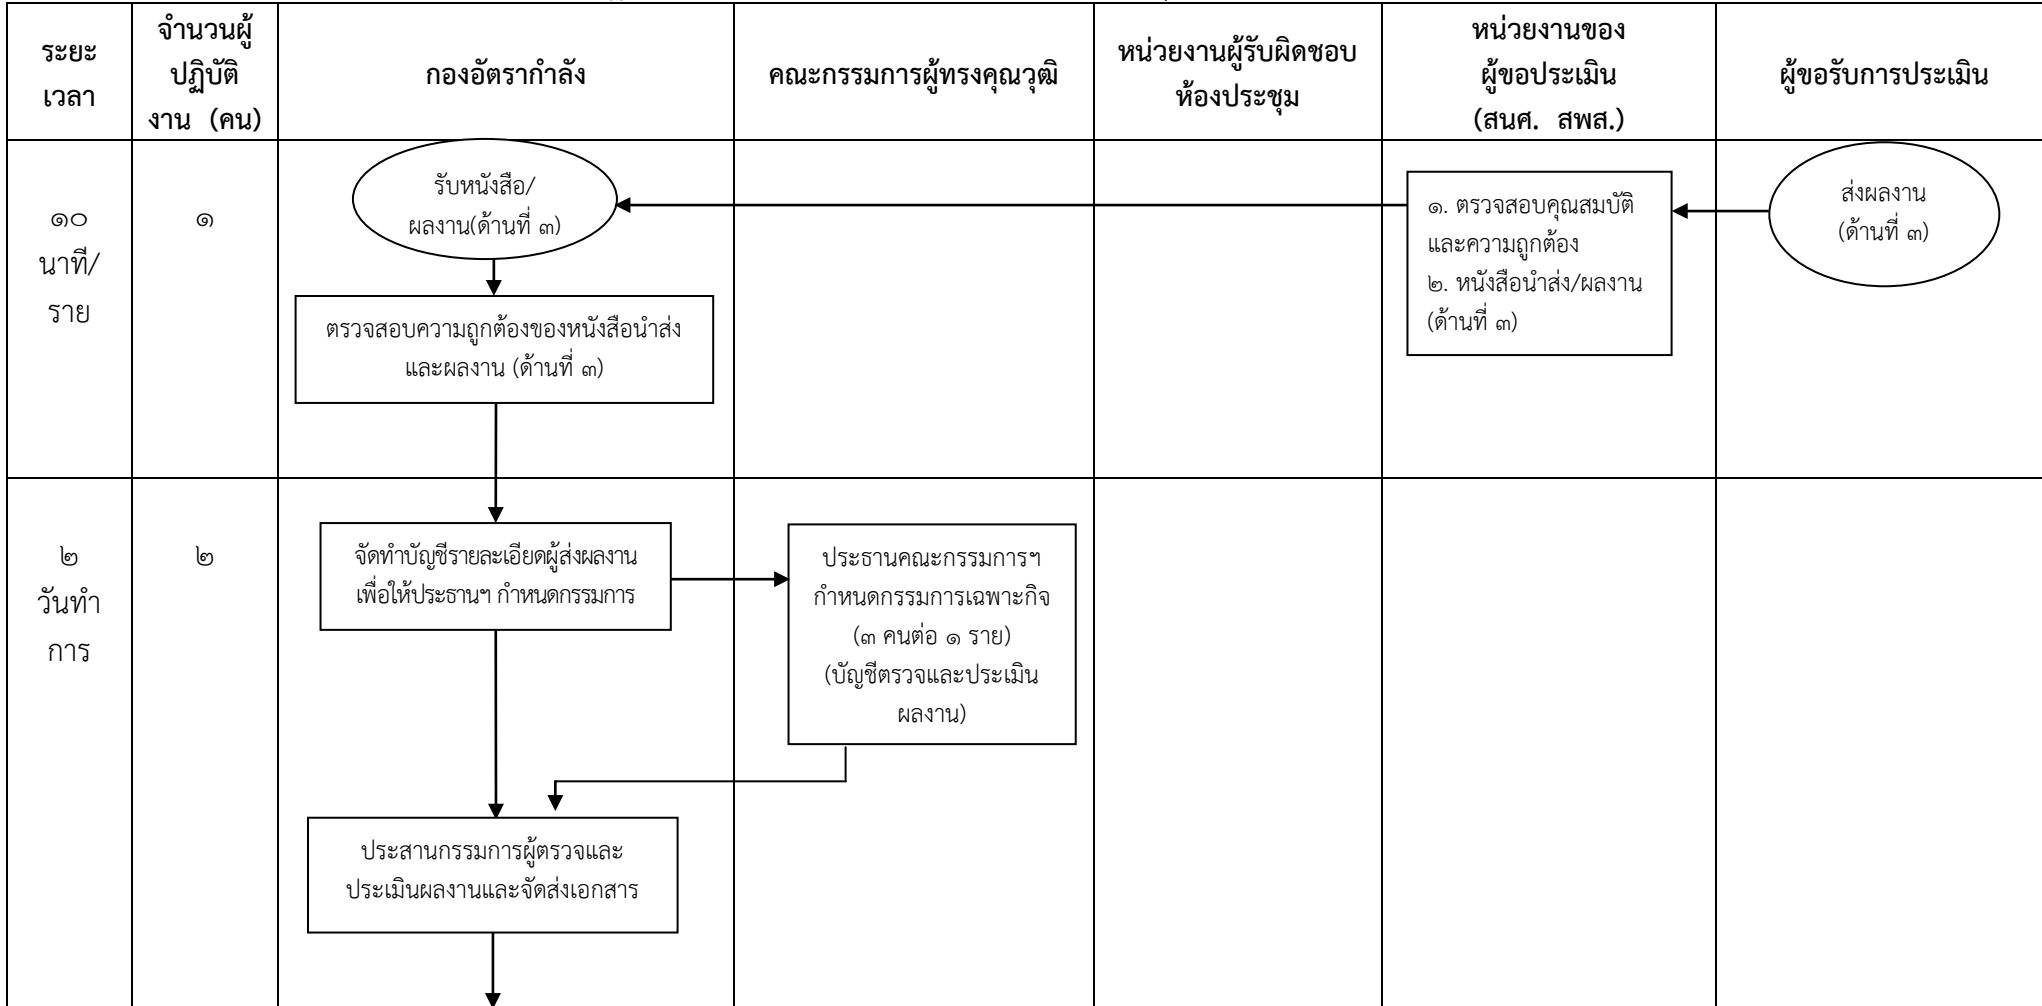 ระยะ
เวลา
จำนวนผู้
ปฏิบัติ
งาน (คน)
กองอัตรากำลัง
คณะกรรมการผู้ทรงคุณวุฒิ
หน่วยงานผู้รับผิดชอบ
ห้องประชุม
หน่วยงานของ
ผู้ขอประเมิน
(สนศ. สพส.)
ผู้ขอรับการประเมิน
๑๐
นาที/
ราย
๑
รับหนังสือ/
ผลงาน(ด้านที่ ๓)
ตรวจสอบความถูกต้องของหนังสือนำส่ง
และผลงาน (ด้านที่ ๓)
๑. ตรวจสอบคุณสมบัติ
และความถูกต้อง
๒. หนังสือนำส่ง/ผลงาน
(ด้านที่ ๓)
ส่งผลงาน
(ด้านที่ ๓)
๒
วันทำ
การ
๒
จัดทำบัญชีรายละเอียดผู้ส่งผลงาน
เพื่อให้ประธานฯ กำหนดกรรมการ
ประธานคณะกรรมการฯ
กำหนดกรรมการเฉพาะกิจ
(๓ คนต่อ ๑ ราย)
(บัญชีตรวจและประเมิน
ผลงาน)
ประสานกรรมการผู้ตรวจและ
ประเมินผลงานและจัดส่งเอกสาร